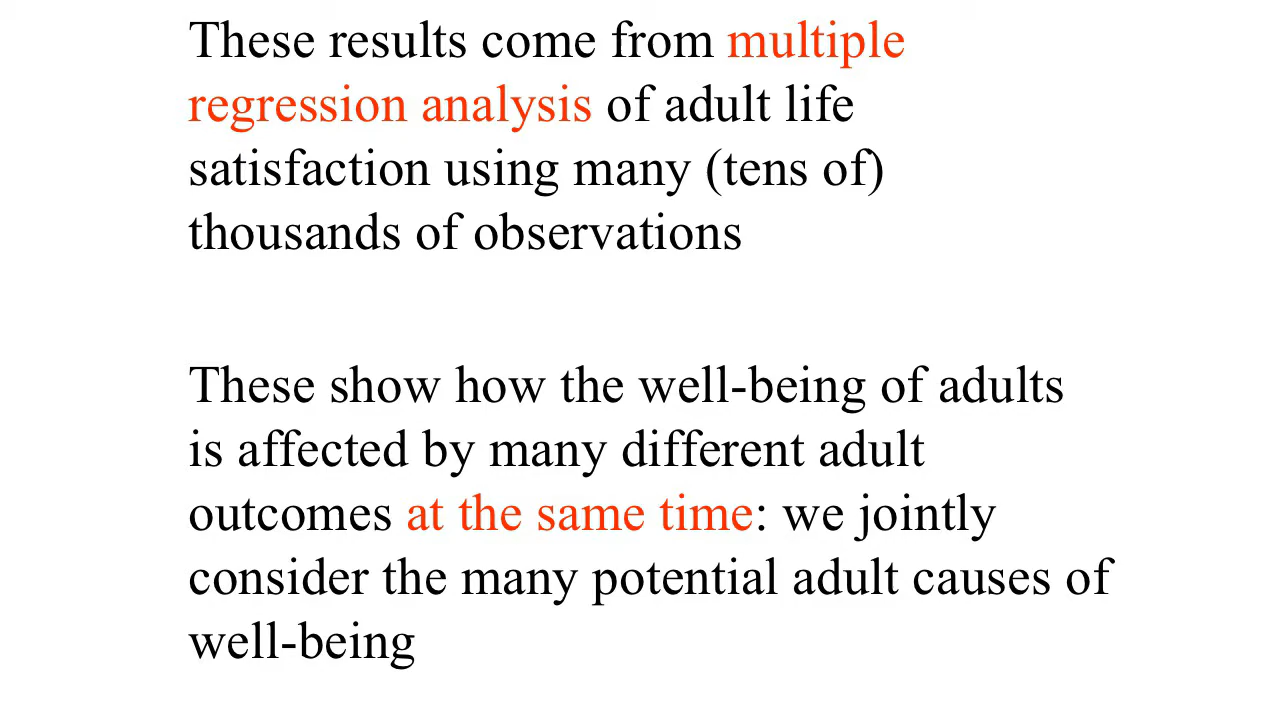 These results come from multiple
regression analysis of adult life
satisfaction using many (tens of)
thousands of observations
These show how the well-being of adults
is affected by many different adult
outcomes at the same time: we jointly
consider the many potential adult causes of
well-being